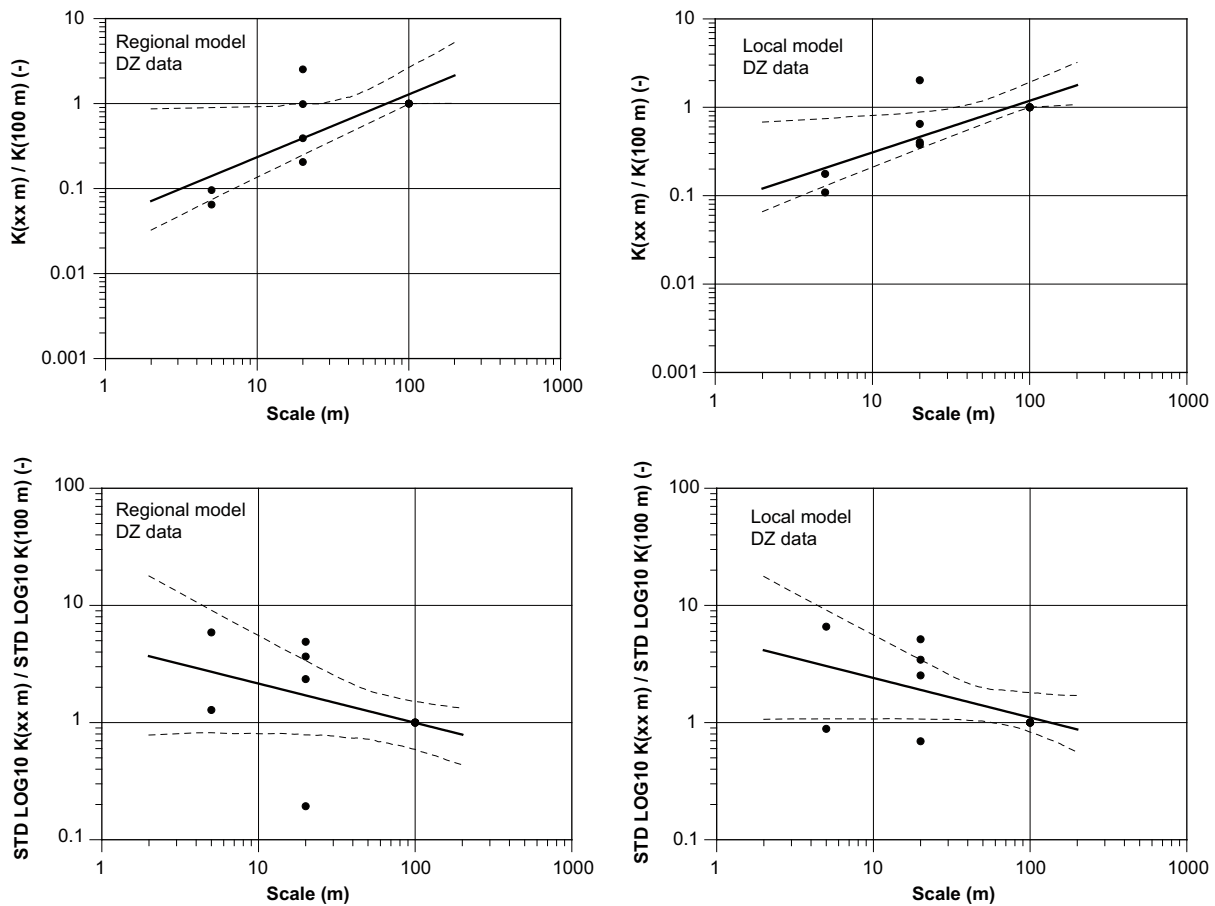 K(xx m) / K(100 m) (-)
10
1
0.1
0.01
0.001
Regional model
DZ data
1
10
100
1000
Scale (m)
K(xx m) / K(100 m) (-)
10
1
0.1
0.01
0.001
Local model
DZ data
1
10
100
1000
Scale (m)
STD LOG10 K(xx m) / STD LOG10 K(100 m) (-)
100
10
1
0.1
Regional model
DZ data
1
10
100
1000
Scale (m)
STD LOG10 K(xx m) / STD LOG10 K(100 m) (-)
100
10
1
0.1
Local model
DZ data
1
10
100
1000
Scale (m)